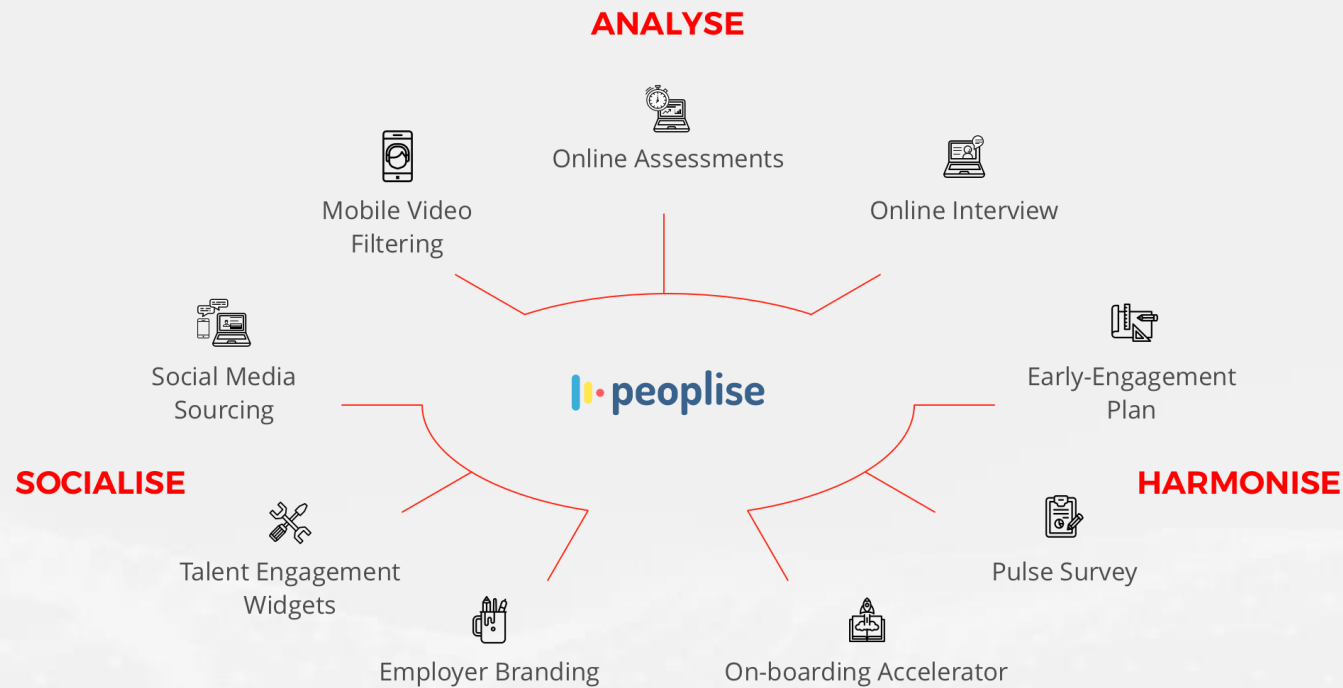 ANALYSE
Online Assessments
Mobile Video
Filtering
Online Interview
Social Media
Sourcing
peoplise
Early-Engagement
Plan
SOCIALISE
HARMONISE
Talent Engagement
Widgets
Pulse Survey
Employer Branding
On-boarding Accelerator